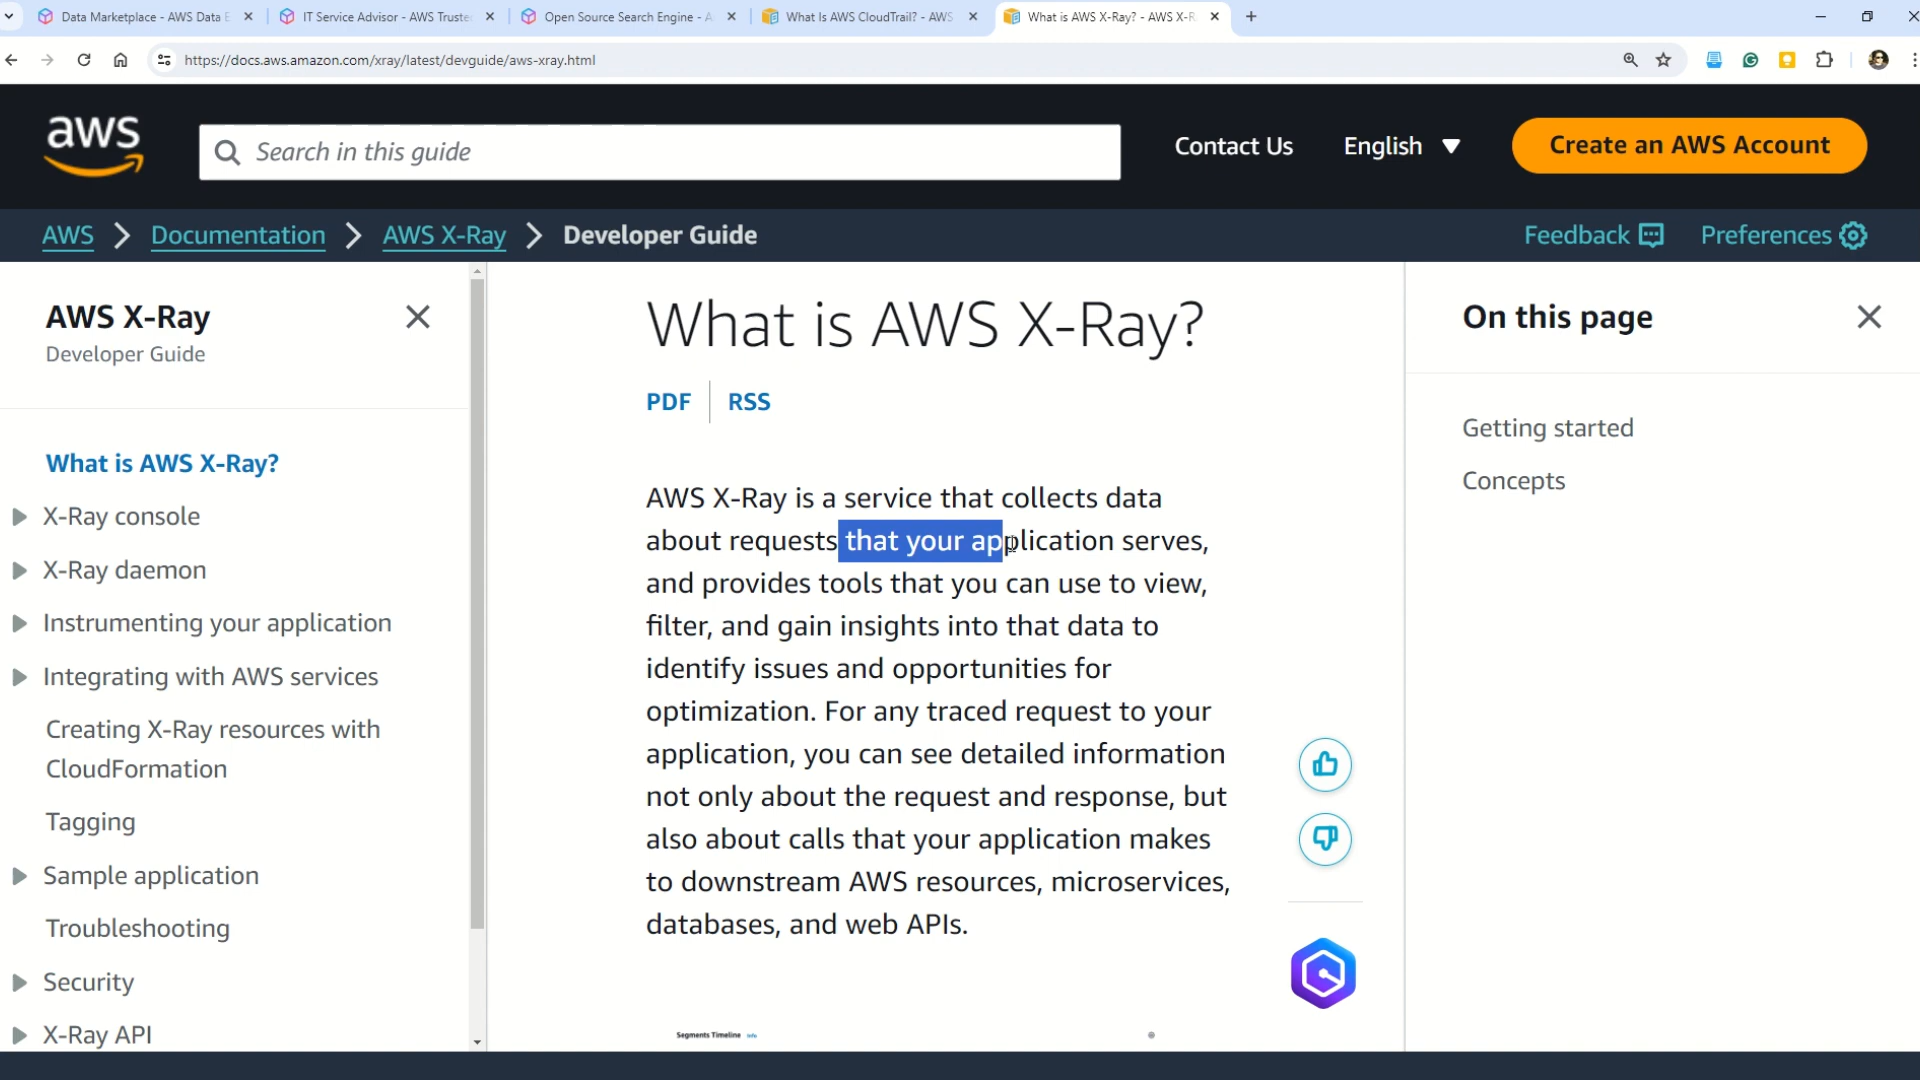 Data Marketplace - AWS Data E
IT Service Advisor - AWS Truste
Open Source Search Engine - A
What Is AWS CloudTrail? - AWS
What is AWS X-Ray? - AWS X-R
https://docs.aws.amazon.com/xray/latest/devguide/aws-xray.html
aws
Search in this guide
Contact Us
English
Create an AWS Account
AWS
Documentation
AWS X-Ray
Developer Guide
Feedback
Preferences
AWS X-Ray
Developer Guide
What is AWS X-Ray?
X-Ray console
X-Ray daemon
Instrumenting your application
Integrating with AWS services
Creating X-Ray resources with
CloudFormation
Tagging
Sample application
Troubleshooting
Security
X-Ray API
What is AWS X-Ray?
PDF
RSS
AWS X-Ray is a service that collects data
about requests that your application serves,
and provides tools that you can use to view,
filter, and gain insights into that data to
identify issues and opportunities for
optimization. For any traced request to your
application, you can see detailed information
not only about the request and response, but
also about calls that your application makes
to downstream AWS resources, microservices,
databases, and web APIs.
Segments Timeline Info
On this page
Getting started
Concepts